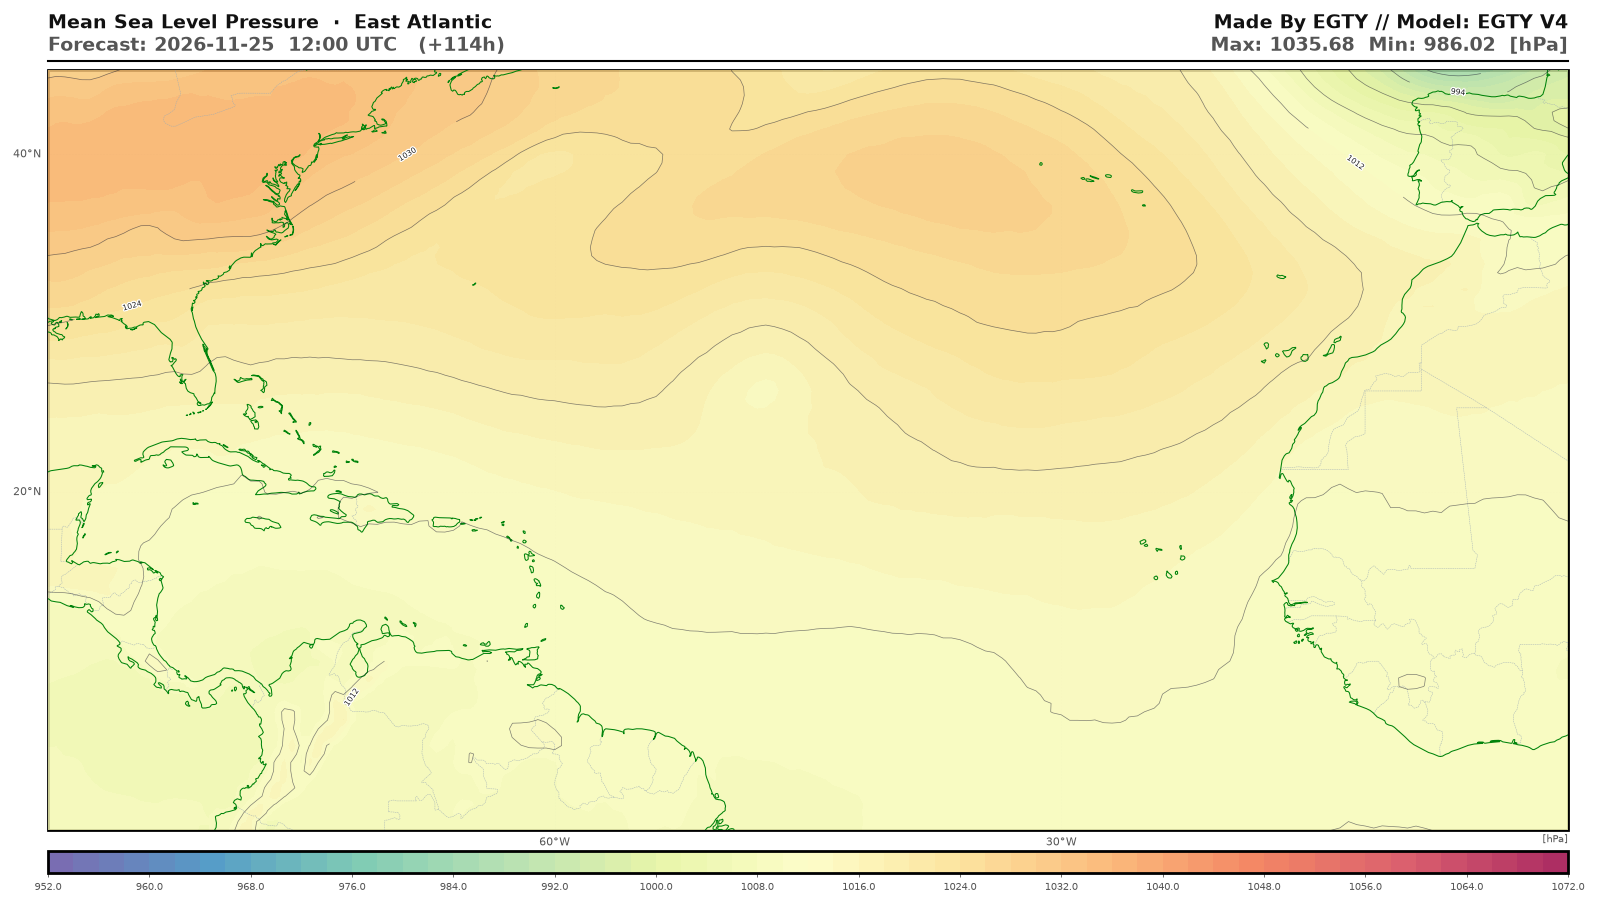 Mean Sea Level Pressure · East Atlantic
Made By EGTY // Model: EGTY V4
Forecast: 2026-11-25 12:00 UTC (+114h)
Max: 1035.68 Min: 986.02 [hPa]
994
40°N
1030
1012
1024
20°N
1012
60°W
30°W
[hPa]
952.0 960.0 968.0 976.0 984.0 992.0 1000.0 1008.0 1016.0 1024.0 1032.0 1040.0 1048.0 1056.0 1064.0 1072.0